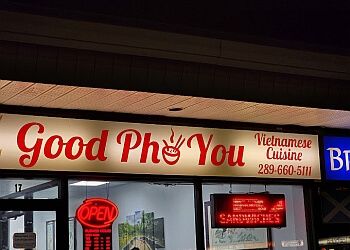 Good Pho You
Vietnamese
Cuisine
289-660-5111
17
OPEN
SANDWICHES